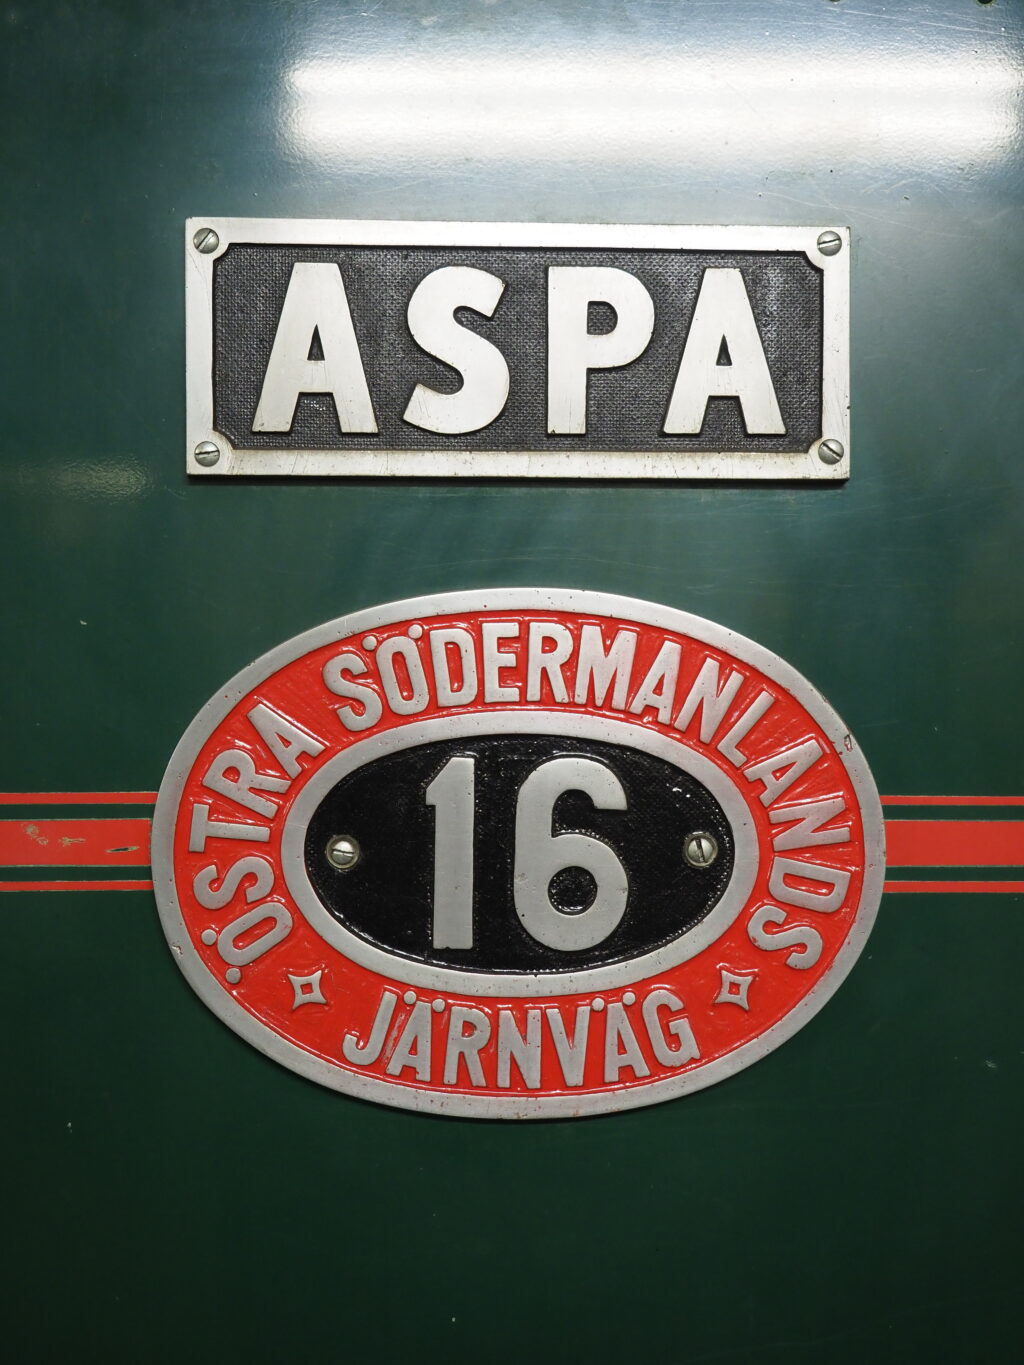 ASPA
ÖSTRA SÖDERMANLANDS
16
JÄRNVÄG